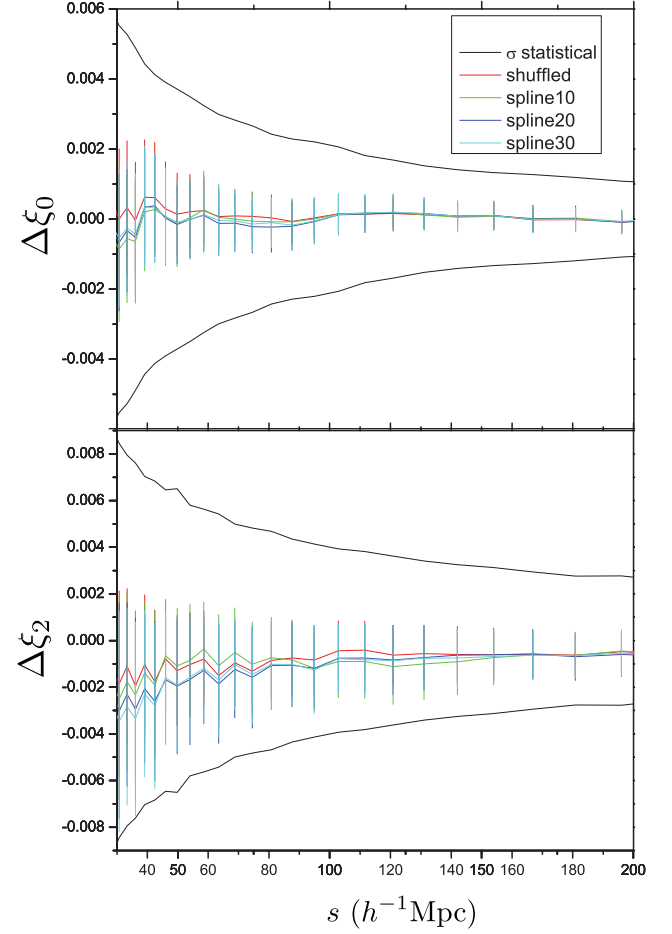 0.006
0.004
0.002
0.000
-0.002
-0.004
Δξ₀
σ statistical
shuffled
spline10
spline20
spline30
0.008
0.006
0.004
0.002
0.000
-0.002
-0.004
-0.006
-0.008
Δξ₂
40 50 60 80 100 120 140 150 160 180 200
s (h⁻¹Mpc)